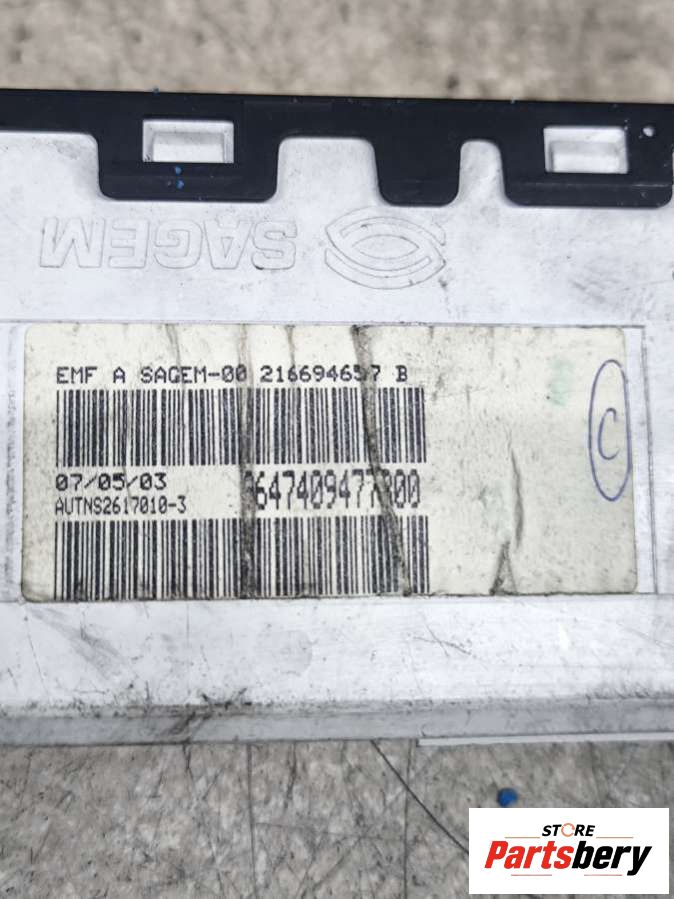 SAGEM
EMF A SAGEM-00 216694657 B
07/05/03
AUTNS2617010-3
C
STORE
Partsbery